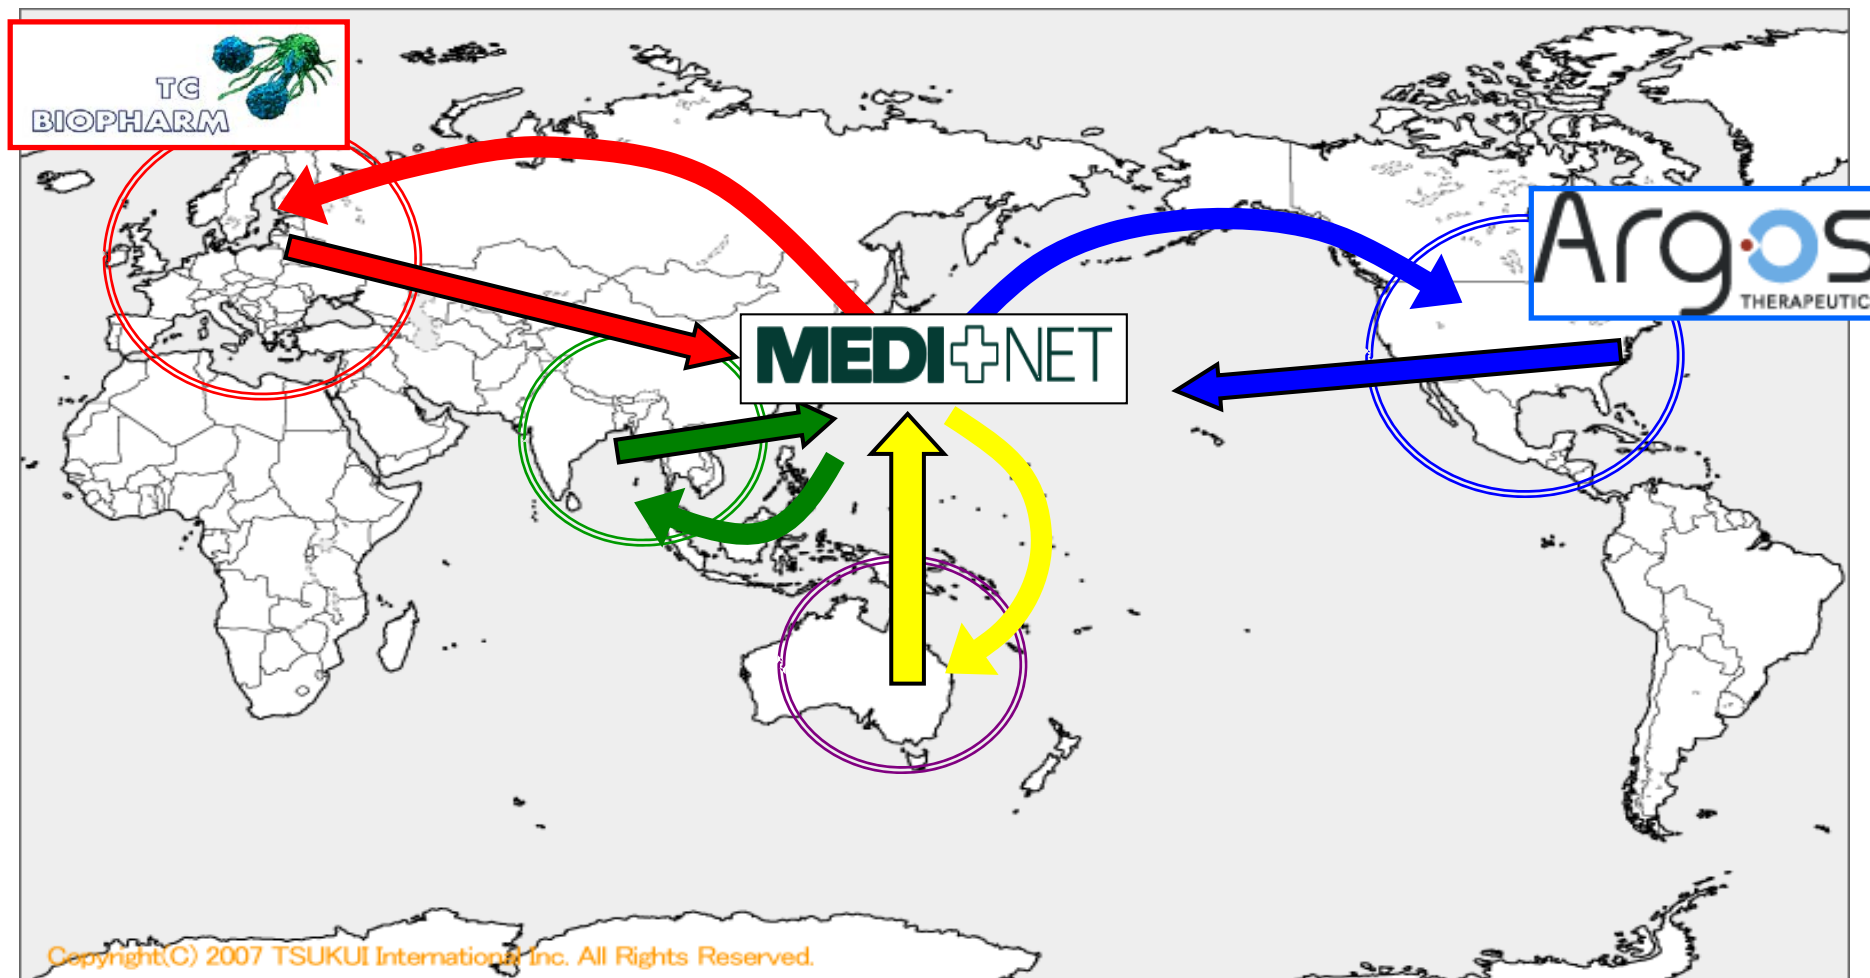 TC
BIOPHARM
Argos
THERAPEUTIC
MEDI NET
Copyright(C) 2007 TSUKUI International Inc. All Rights Reserved.